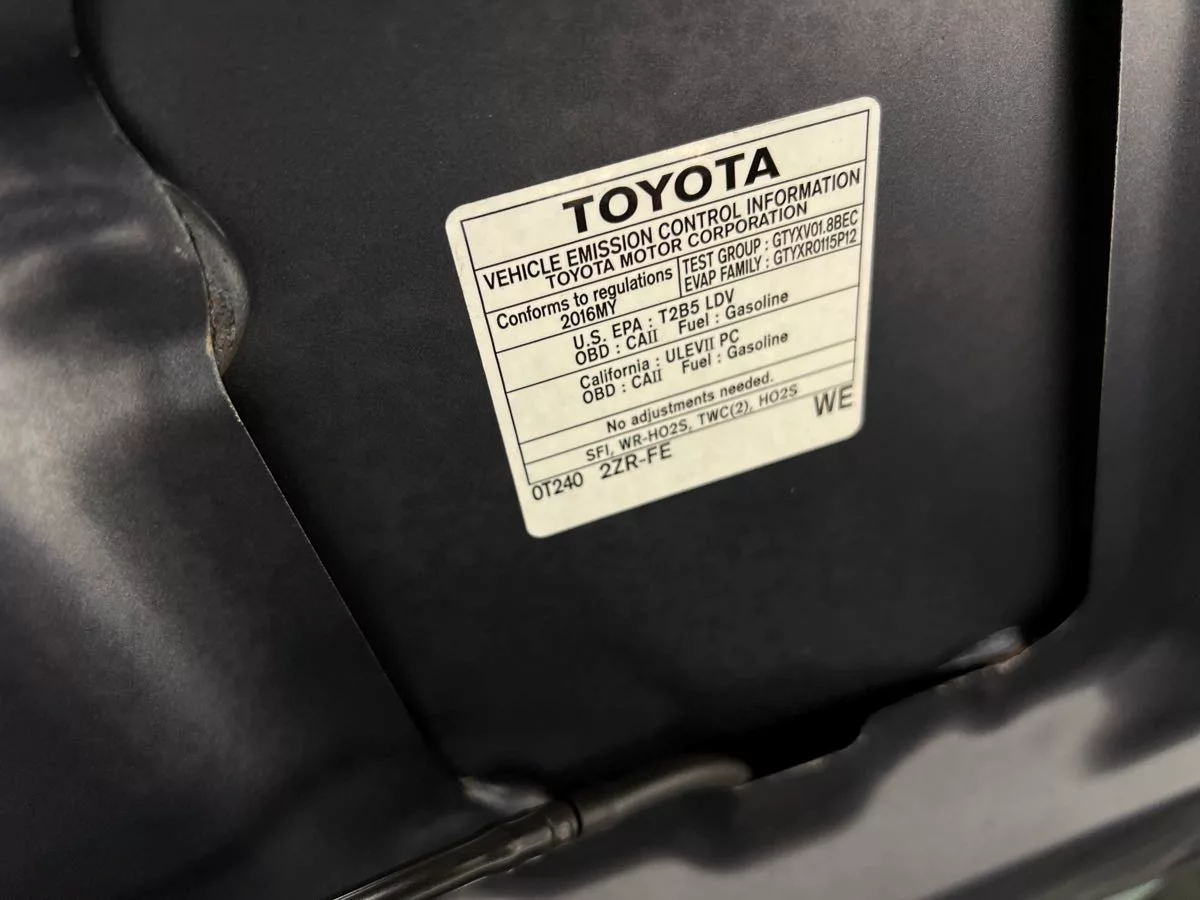 TOYOTA
VEHICLE EMISSION CONTROL INFORMATION
TOYOTA MOTOR CORPORATION
Conforms to regulations
2016MY
TEST GROUP : GTYXV01.8BEC
EVAP FAMILY : GTYXR0115P12
U.S. EPA : T2B5 LDV
OBD : CAII Fuel : Gasoline
California : ULEVII PC
OBD : CAII Fuel : Gasoline
No adjustments needed.
SFI, WR-HO2S, TWC(2), HO2S
WE
0T240 2ZR-FE